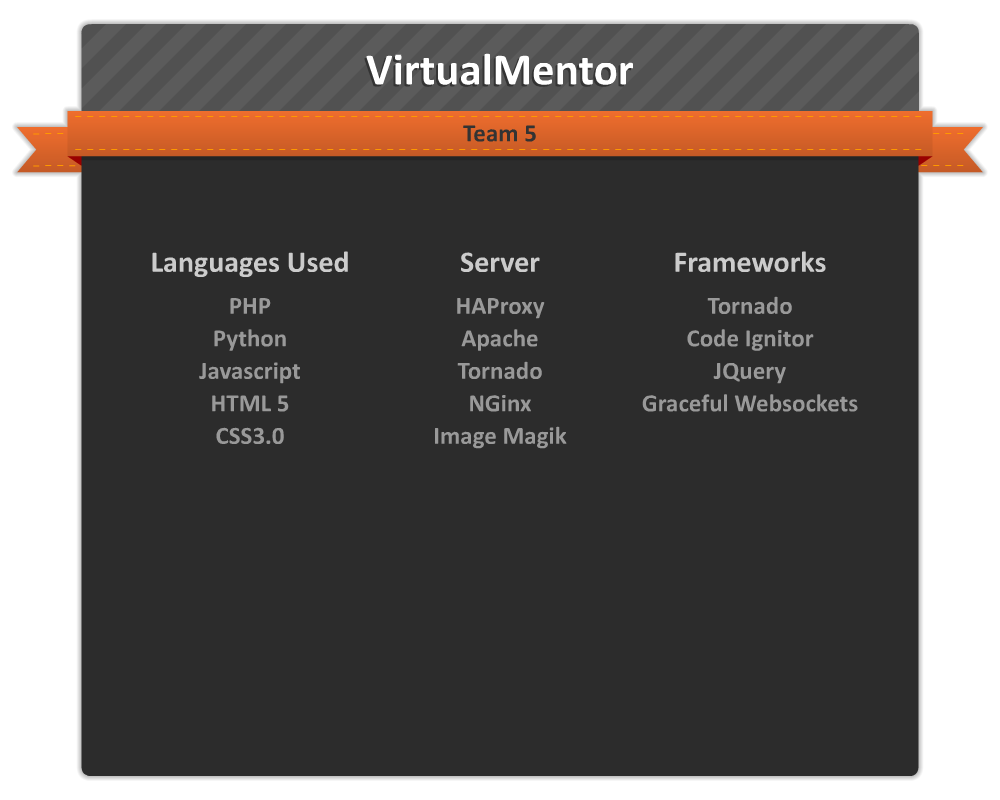 VirtualMentor
Team 5
Languages Used
PHP
Python
Javascript
HTML 5
CSS3.0
Server
HAProxy
Apache
Tornado
NGinx
Image Magik
Frameworks
Tornado
Code Ignitor
JQuery
Graceful Websockets